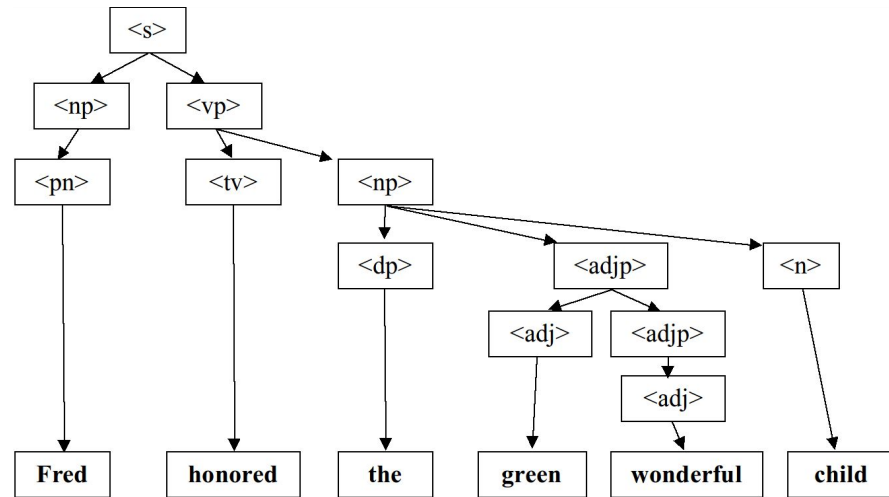 <s>
<np> <vp>
<pn> <tv> <np>
<dp> <adjp> <n>
<adj> <adjp>
<adj>
Fred honored the green wonderful child